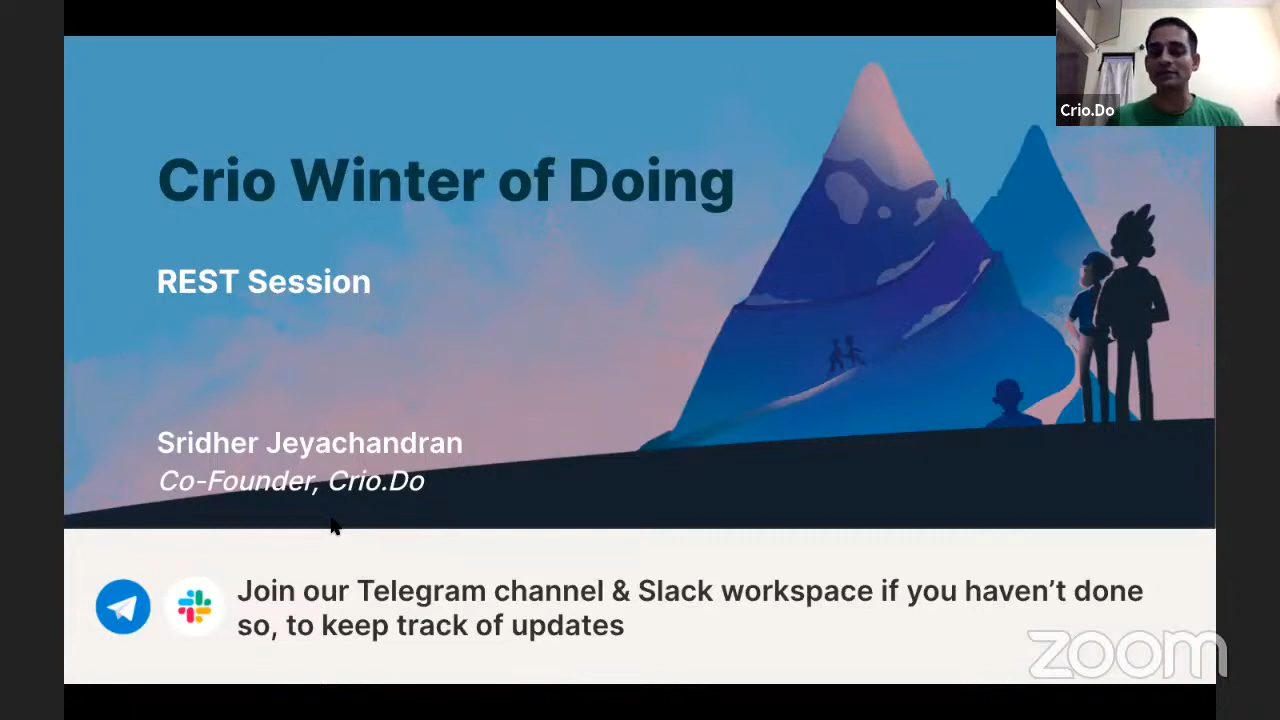 Crio.Do
Crio Winter of Doing
REST Session
Sridher Jeyachandran
Co-Founder, Crio.Do
Join our Telegram channel & Slack workspace if you haven’t done
so, to keep track of updates
zoom